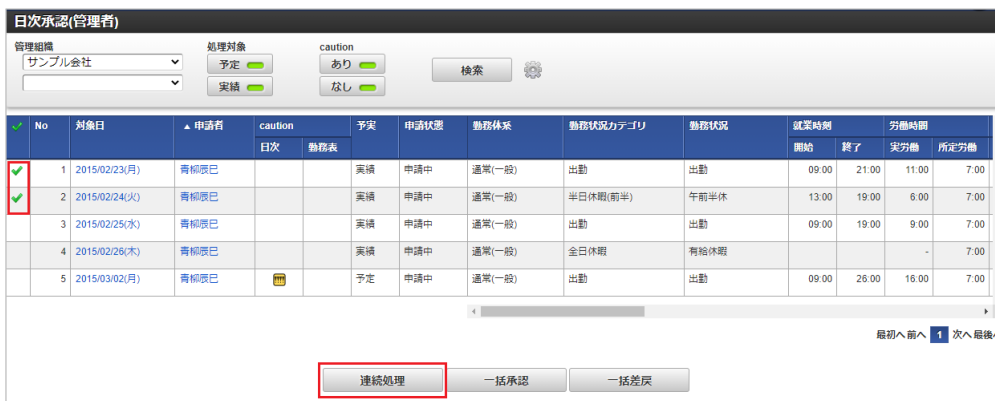 日次承認(管理者)
管理組織 処理対象 caution
サンプル会社 予定 あり 検索
実績 なし
No 対象日 ▲ 申請者 caution 予実 申請状態 勤務体系 勤務状況カテゴリ 勤務状況 就業時刻 労働時間
日次 勤務表 開始 終了 実労働 所定労働
1 2015/02/23(月) 青柳辰巳 実績 申請中 通常(一般) 出勤 出勤 09:00 21:00 11:00 7:00
2 2015/02/24(火) 青柳辰巳 実績 申請中 通常(一般) 半日休暇(前半) 午前半休 13:00 19:00 6:00 7:00
3 2015/02/25(水) 青柳辰巳 実績 申請中 通常(一般) 出勤 出勤 09:00 19:00 9:00 7:00
4 2015/02/26(木) 青柳辰巳 実績 申請中 通常(一般) 全日休暇 有給休暇 - 7:00
5 2015/03/02(月) 青柳辰巳 予定 申請中 通常(一般) 出勤 出勤 09:00 26:00 16:00 7:00
最初へ 前へ 1 次へ 最後へ
連続処理 一括承認 一括差戻